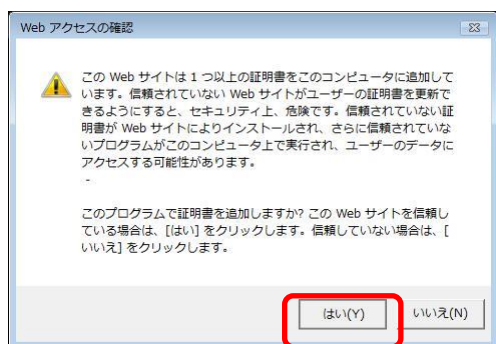 Web アクセスの確認
この Web サイトは 1 つ以上の証明書をこのコンピュータに追加して
います。信頼されていない Web サイトがユーザーの証明書を更新で
きるようにすると、セキュリティ上、危険です。信頼されていない証
明書が Web サイトによりインストールされ、さらに信頼されていな
いプログラムがこのコンピュータ上で実行され、ユーザーのデータに
アクセスする可能性があります。
-
このプログラムで証明書を追加しますか? この Web サイトを信頼し
ている場合は、[はい] をクリックします。信頼していない場合は、[
いいえ] をクリックします。
はい(Y) いいえ(N)